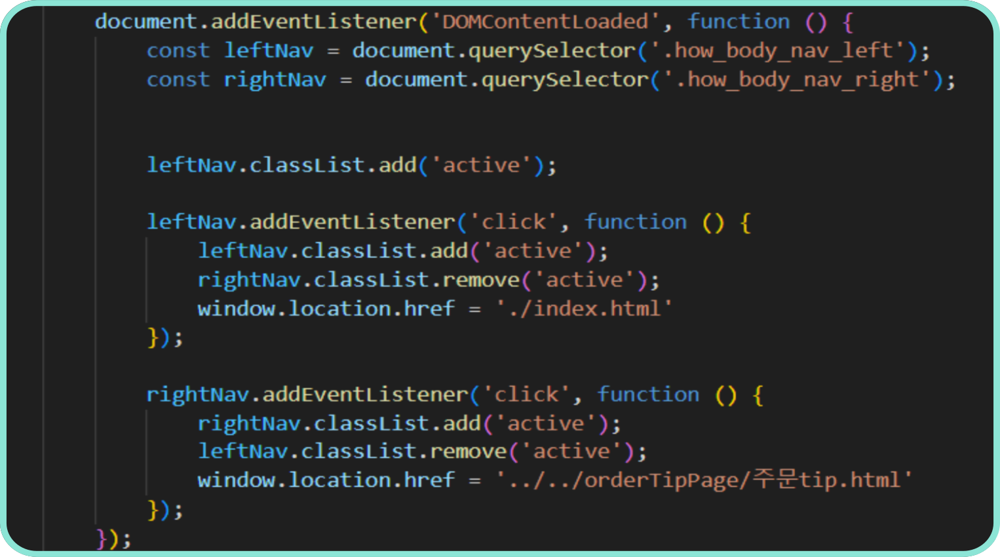 document.addEventListener('DOMContentLoaded', function () {
const leftNav = document.querySelector('.how_body_nav_left');
const rightNav = document.querySelector('.how_body_nav_right');
leftNav.classList.add('active');
leftNav.addEventListener('click', function () {
leftNav.classList.add('active');
rightNav.classList.remove('active');
window.location.href = './index.html'
});
rightNav.addEventListener('click', function () {
rightNav.classList.add('active');
leftNav.classList.remove('active');
window.location.href = '../../orderTipPage/주문tip.html'
});
});